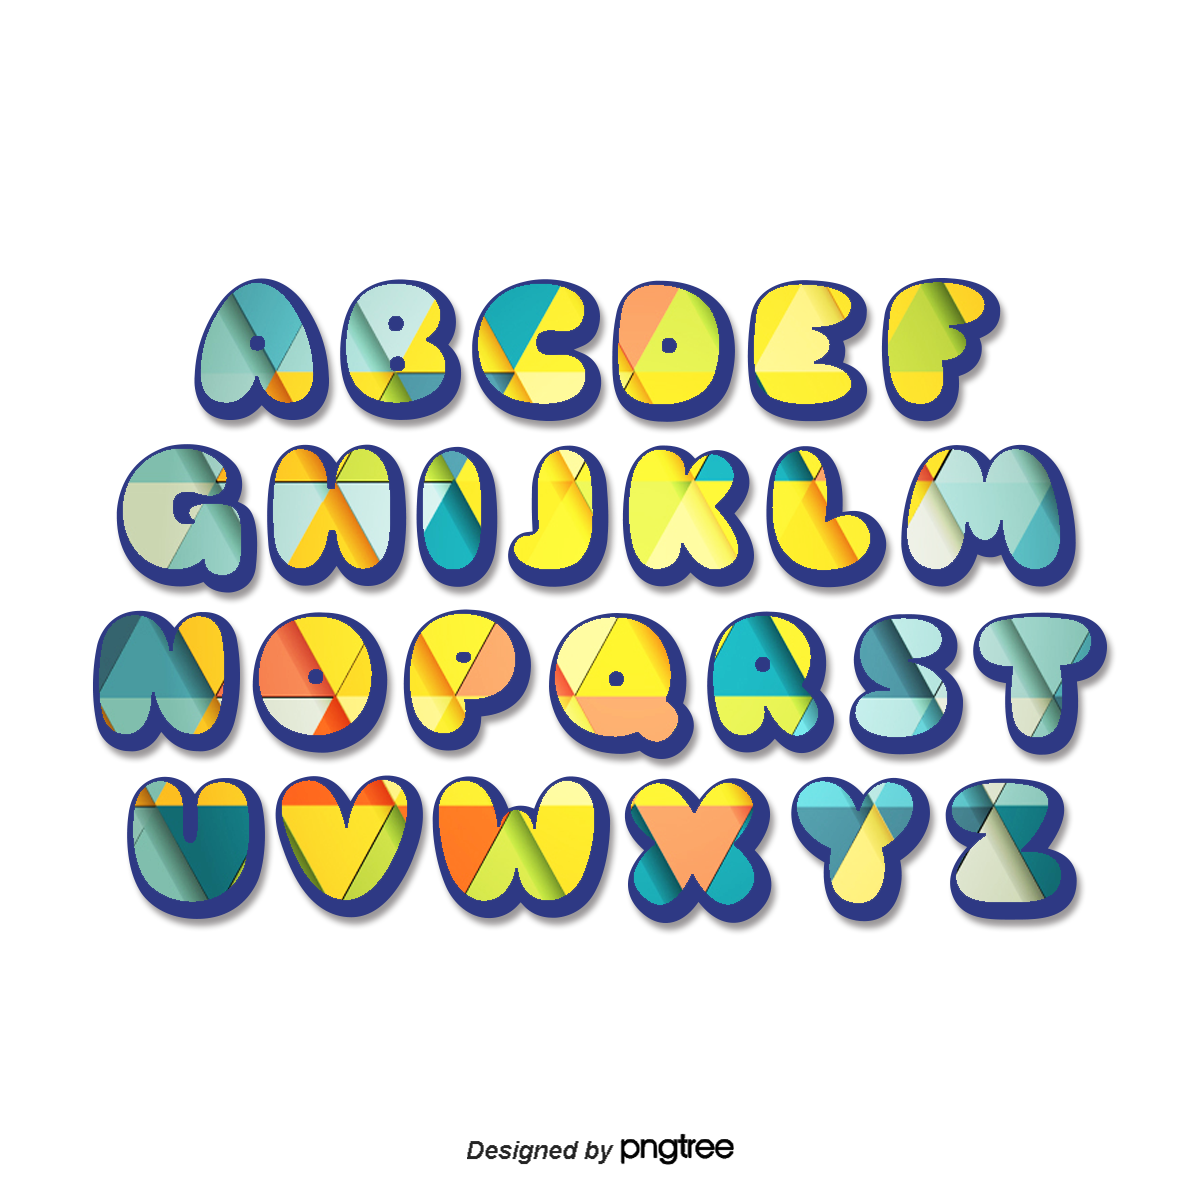 ABCDEF
GHIJKLM
NOPQRST
UVWXYZ
Designed by pngtree